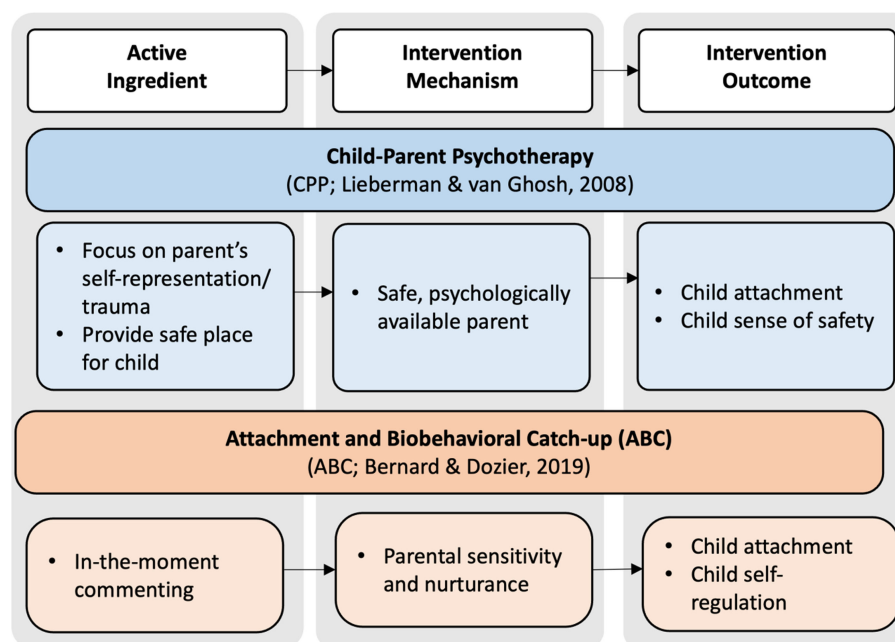 Active
Ingredient
Intervention
Mechanism
Intervention
Outcome
Child-Parent Psychotherapy
(CPP; Lieberman & van Ghosh, 2008)
• Focus on parent's
self-representation/
trauma
• Provide safe place
for child
• Safe, psychologically
available parent
• Child attachment
• Child sense of safety
Attachment and Biobehavioral Catch-up (ABC)
(ABC; Bernard & Dozier, 2019)
• In-the-moment
commenting
• Parental sensitivity
and nurturance
• Child attachment
• Child self-
regulation